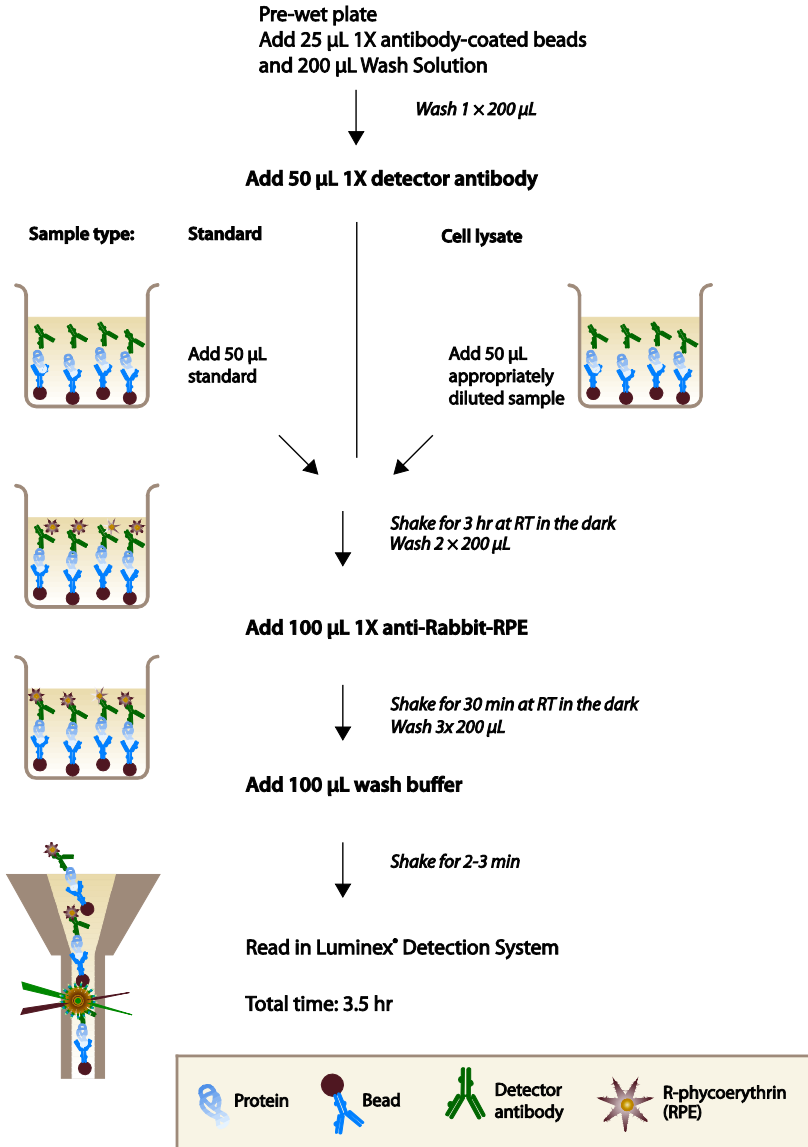 Pre-wet plate
Add 25 µL 1X antibody-coated beads
and 200 µL Wash Solution
Wash 1 × 200 µL
Add 50 µL 1X detector antibody
Sample type:
Standard
Cell lysate
Add 50 µL
standard
Add 50 µL
appropriately
diluted sample
Shake for 3 hr at RT in the dark
Wash 2 × 200 µL
Add 100 µL 1X anti-Rabbit-RPE
Shake for 30 min at RT in the dark
Wash 3x 200 µL
Add 100 µL wash buffer
Shake for 2-3 min
Read in Luminex® Detection System
Total time: 3.5 hr
Protein
Bead
Detector
antibody
R-phycoerythrin
(RPE)